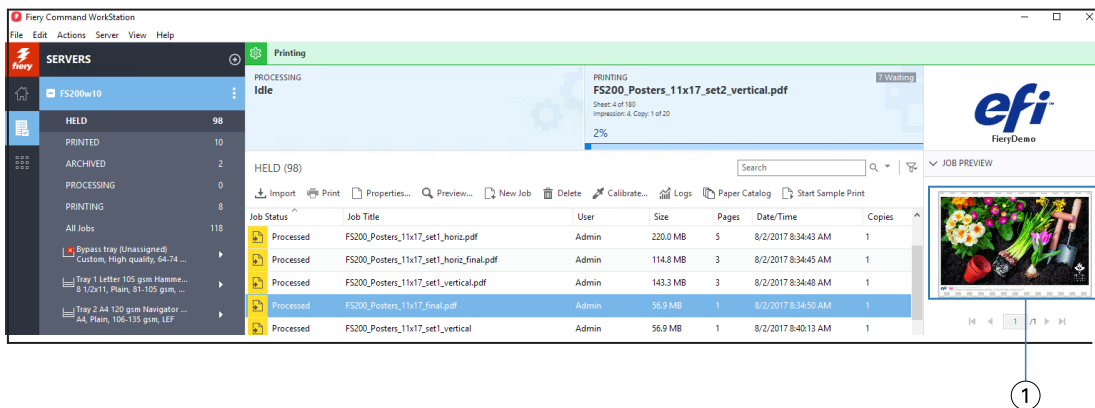 Fiery Command WorkStation
File Edit Actions Server View Help
fiery
SERVERS
Printing
FS200w10
HELD 98
PRINTED 10
ARCHIVED 2
PROCESSING 0
PRINTING 8
All Jobs 118
Bypass tray (Unassigned)
Custom, High quality, 64-74 ...
Tray 1 Letter 105 gsm Hamme...
8 1/2x11, Plain, 81-105 gsm, ...
Tray 2 A4 120 gsm Navigator ...
A4, Plain, 106-135 gsm, LEF
PROCESSING
Idle
PRINTING 7 Waiting
FS200_Posters_11x17_set2_vertical.pdf
Sheet: 4 of 180
Impression: 4, Copy: 1 of 20
2%
HELD (98) Search
Import Print Properties... Preview... New Job Delete Calibrate... Logs Paper Catalog Start Sample Print
Job Status Job Title User Size Pages Date/Time Copies
Processed FS200_Posters_11x17_set1_horiz.pdf Admin 220.0 MB 5 8/2/2017 8:34:43 AM 1
Processed FS200_Posters_11x17_set1_horiz_final.pdf Admin 114.8 MB 3 8/2/2017 8:34:45 AM 1
Processed FS200_Posters_11x17_set1_vertical.pdf Admin 143.3 MB 3 8/2/2017 8:34:48 AM 1
Processed FS200_Posters_11x17_final.pdf Admin 56.9 MB 1 8/2/2017 8:34:50 AM 1
Processed FS200_Posters_11x17_set1_vertical Admin 56.9 MB 1 8/2/2017 8:40:13 AM 1
efi
FieryDemo
JOB PREVIEW
1 /1
1